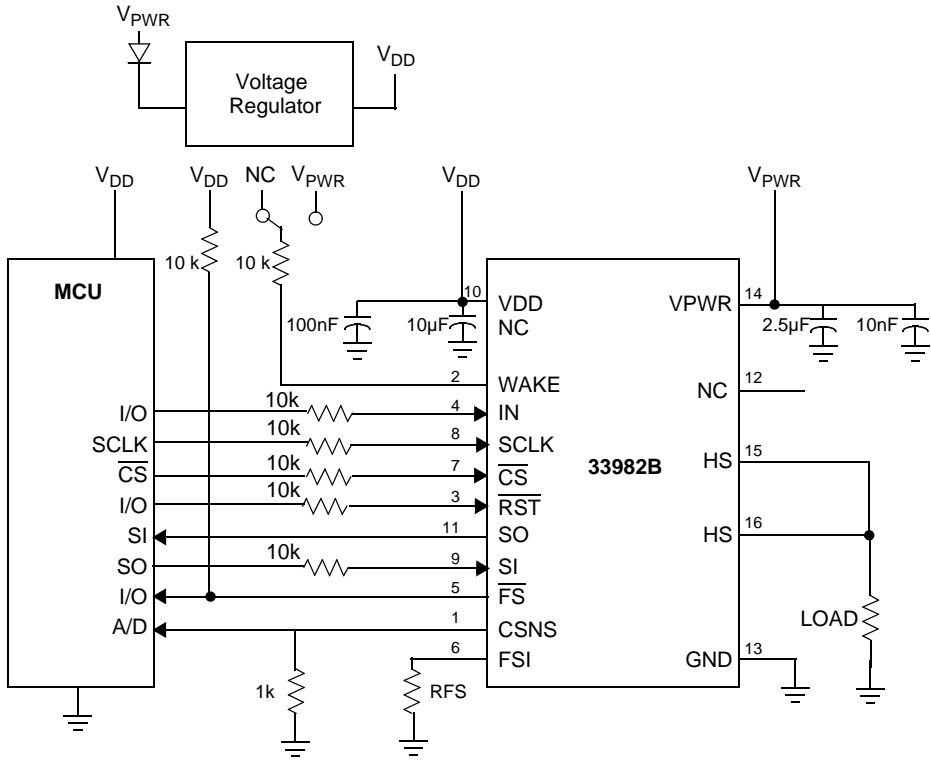 VPWR
Voltage
Regulator
VDD
VDD
VDD
NC
VPWR
VDD
VPWR
10 k
10 k
MCU
100nF
10µF
10
VDD
NC
VPWR
14
2.5µF
10nF
2
WAKE
NC
12
I/O
10k
4
IN
SCLK
10k
8
SCLK
33982B
HS
15
CS
10k
7
CS
I/O
10k
3
RST
SI
11
SO
HS
16
SO
10k
9
SI
I/O
5
FS
A/D
1
CSNS
LOAD
6
FSI
GND
13
1k
RFS